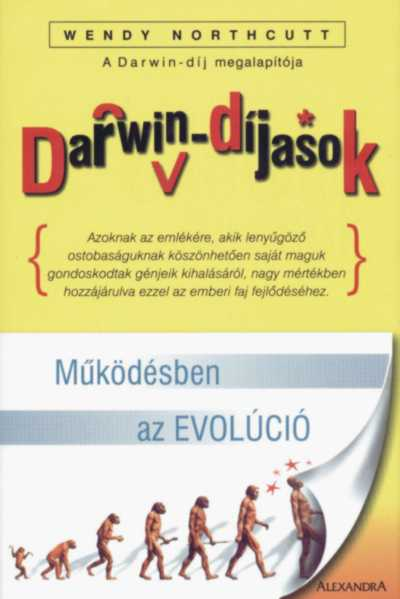 WENDY NORTHCUTT
A Darwin-díj megalapítója
Darwin-díjasok
Azoknak az emlékére, akik lenyűgöző
ostobaságuknak köszönhetően saját maguk
gondoskodtak génjeik kihalásáról, nagy mértékben
hozzájárulva ezzel az emberi faj fejlődéséhez.
Működésben
az EVOLÚCIÓ
ALEXANDRA